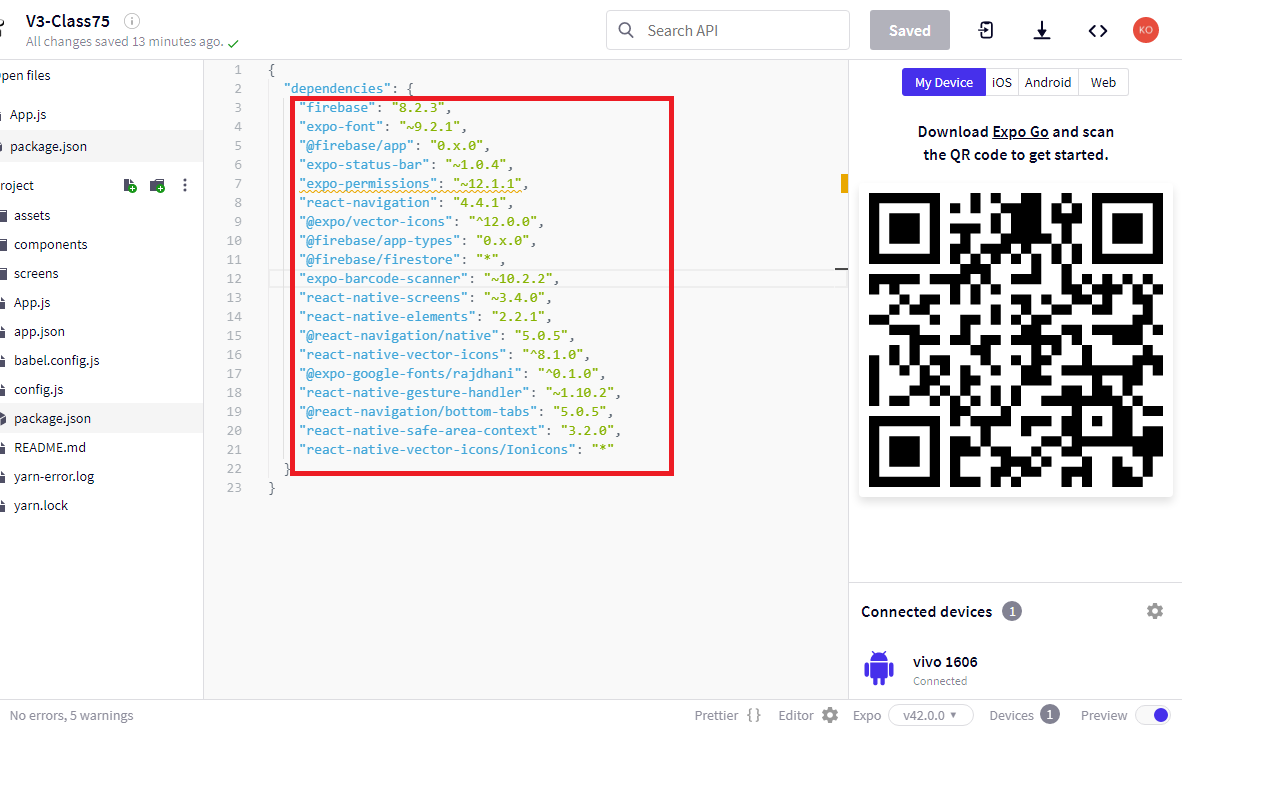 V3-Class75
All changes saved 13 minutes ago.
Search API
Saved
KO
pen files
App.js
package.json
roject
assets
components
screens
App.js
app.json
babel.config.js
config.js
package.json
README.md
yarn-error.log
yarn.lock
1 {
2 "dependencies": {
3 "firebase": "8.2.3",
4 "expo-font": "~9.2.1",
5 "@firebase/app": "0.x.0",
6 "expo-status-bar": "~1.0.4",
7 "expo-permissions": "~12.1.1",
8 "react-navigation": "4.4.1",
9 "@expo/vector-icons": "^12.0.0",
10 "@firebase/app-types": "0.x.0",
11 "@firebase/firestore": "*",
12 "expo-barcode-scanner": "~10.2.2",
13 "react-native-screens": "~3.4.0",
14 "react-native-elements": "2.2.1",
15 "@react-navigation/native": "5.0.5",
16 "react-native-vector-icons": "^8.1.0",
17 "@expo-google-fonts/rajdhani": "^0.1.0",
18 "react-native-gesture-handler": "~1.10.2",
19 "@react-navigation/bottom-tabs": "5.0.5",
20 "react-native-safe-area-context": "3.2.0",
21 "react-native-vector-icons/Ionicons": "*"
22 }
23 }
My Device iOS Android Web
Download Expo Go and scan
the QR code to get started.
Connected devices 1
vivo 1606
Connected
No errors, 5 warnings
Prettier {} Editor Expo v42.0.0 Devices 1 Preview